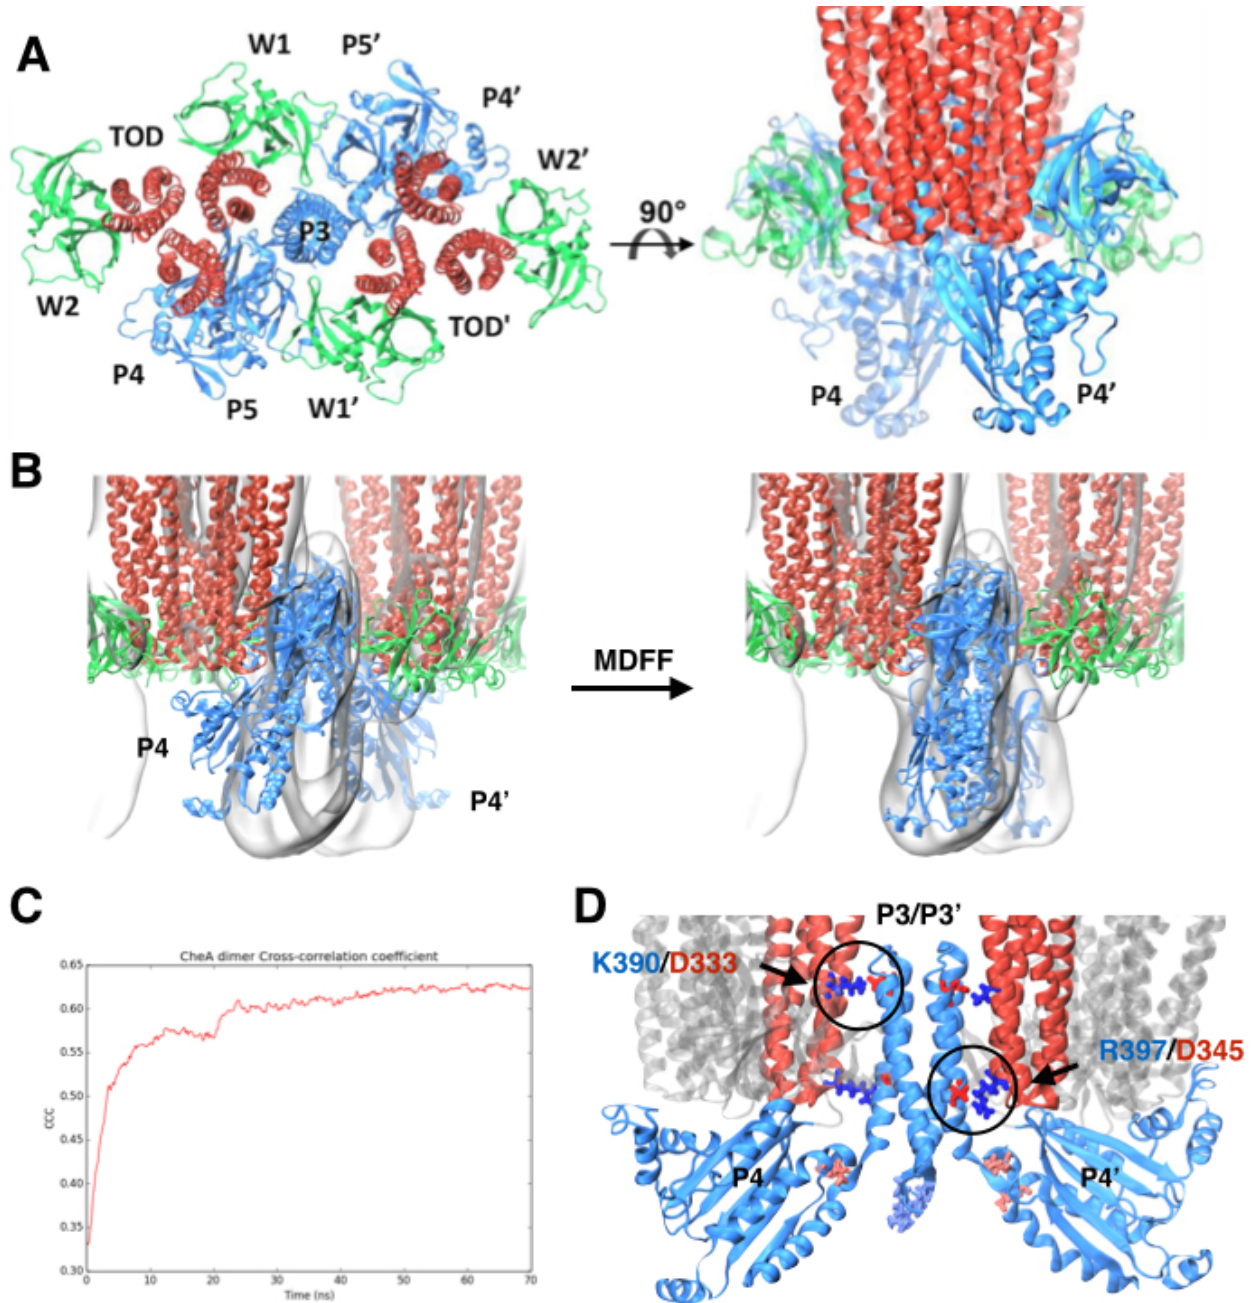 A
W1
P5’
P4’
TOD
W2’
P3
90°
W2
TOD'
P4
P5
W1’
P4
P4’
B
MDFF
P4
P4’
C
CheA dimer Cross-correlation coefficient
0.65
0.60
0.55
0.50
0.45
0.40
0.35
0.30
CCC
0
10
20
30
40
50
60
70
Time (ns)
D
P3/P3’
K390/D333
R397/D345
P4
P4’